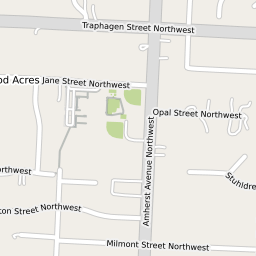 Traphagen Street Northwest
od Acres
Jane Street Northwest
Opal Street Northwest
Amherst Avenue Northwest
Stuhldre
orthwest
ton Street Northwest
Milmont Street Northwest